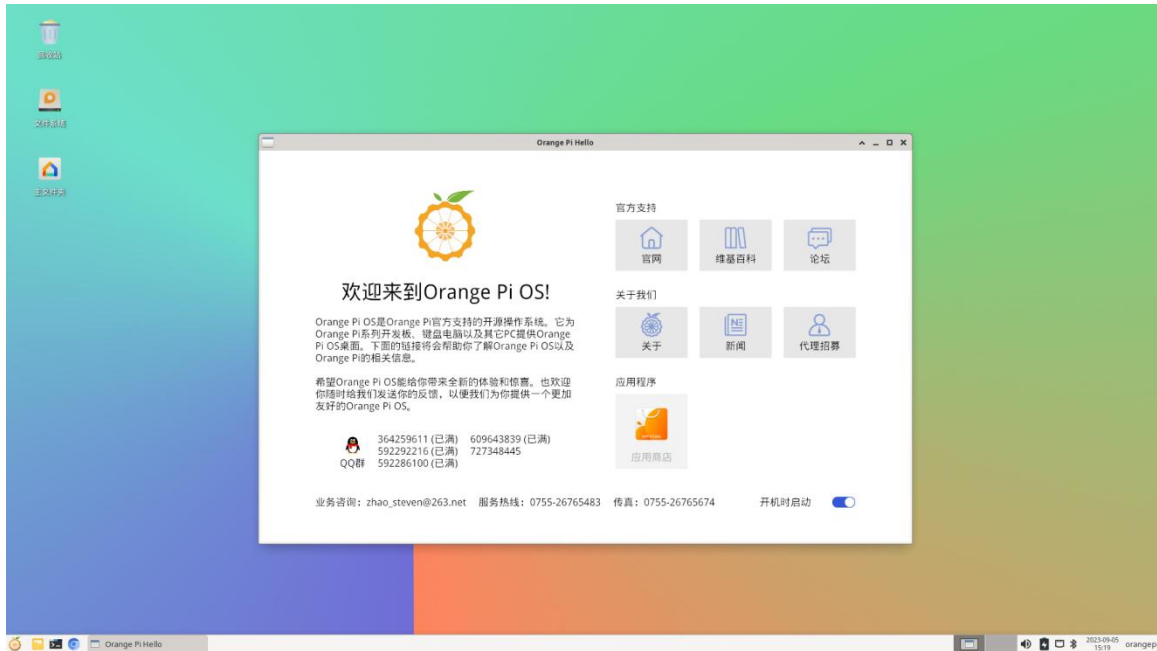 回收站
文件系统
主文件夹
Orange Pi Hello
欢迎来到Orange Pi OS!
Orange Pi OS是Orange Pi官方支持的开源操作系统。它为
Orange Pi系列开发板、键盘电脑以及其它PC提供Orange
Pi OS桌面。下面的链接将会帮助你了解Orange Pi OS以及
Orange Pi的相关信息。
希望Orange Pi OS能给你带来全新的体验和惊喜。也欢迎
你随时给我们发送你的反馈，以便我们为你提供一个更加
友好的Orange Pi OS。
QQ群
364259611 (已满) 609643839 (已满)
592292216 (已满) 727348445
592286100 (已满)
官方支持
官网 维基百科 论坛
关于我们
关于 新闻 代理招募
应用程序
应用商店
业务咨询：zhao_steven@263.net 服务热线：0755-26765483 传真：0755-26765674 开机时启动
Orange Pi Hello
2023-09-05
15:19
orangep